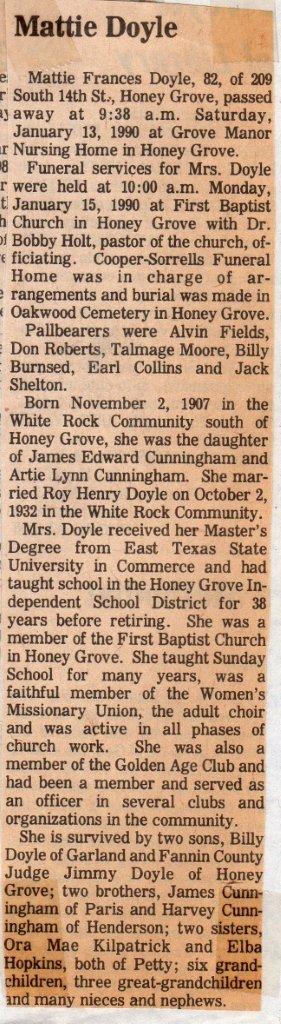 Mattie Doyle
Mattie Frances Doyle, 82, of 209
South 14th St., Honey Grove, passed
away at 9:38 a.m. Saturday,
January 13, 1990 at Grove Manor
Nursing Home in Honey Grove.
Funeral services for Mrs. Doyle
were held at 10:00 a.m. Monday,
January 15, 1990 at First Baptist
Church in Honey Grove with Dr.
Bobby Holt, pastor of the church, of-
ficiating. Cooper-Sorrells Funeral
Home was in charge of ar-
rangements and burial was made in
Oakwood Cemetery in Honey Grove.
Pallbearers were Alvin Fields,
Don Roberts, Talmage Moore, Billy
Burnsed, Earl Collins and Jack
Shelton.
Born November 2, 1907 in the
White Rock Community south of
Honey Grove, she was the daughter
of James Edward Cunningham and
Artie Lynn Cunningham. She mar-
ried Roy Henry Doyle on October 2,
1932 in the White Rock Community.
Mrs. Doyle received her Master's
Degree from East Texas State
University in Commerce and had
taught school in the Honey Grove In-
dependent School District for 38
years before retiring. She was a
member of the First Baptist Church
in Honey Grove. She taught Sunday
School for many years, was a
faithful member of the Women's
Missionary Union, the adult choir
and was active in all phases of
church work. She was also a
member of the Golden Age Club and
had been a member and served as
an officer in several clubs and
organizations in the community.
She is survived by two sons, Billy
Doyle of Garland and Fannin County
Judge Jimmy Doyle of Honey
Grove; two brothers, James Cunn-
ingham of Paris and Harvey Cunn-
ingham of Henderson; two sisters,
Ora Mae Kilpatrick and Elba
Hopkins, both of Petty; six grand-
children, three great-grandchildren
and many nieces and nephews.